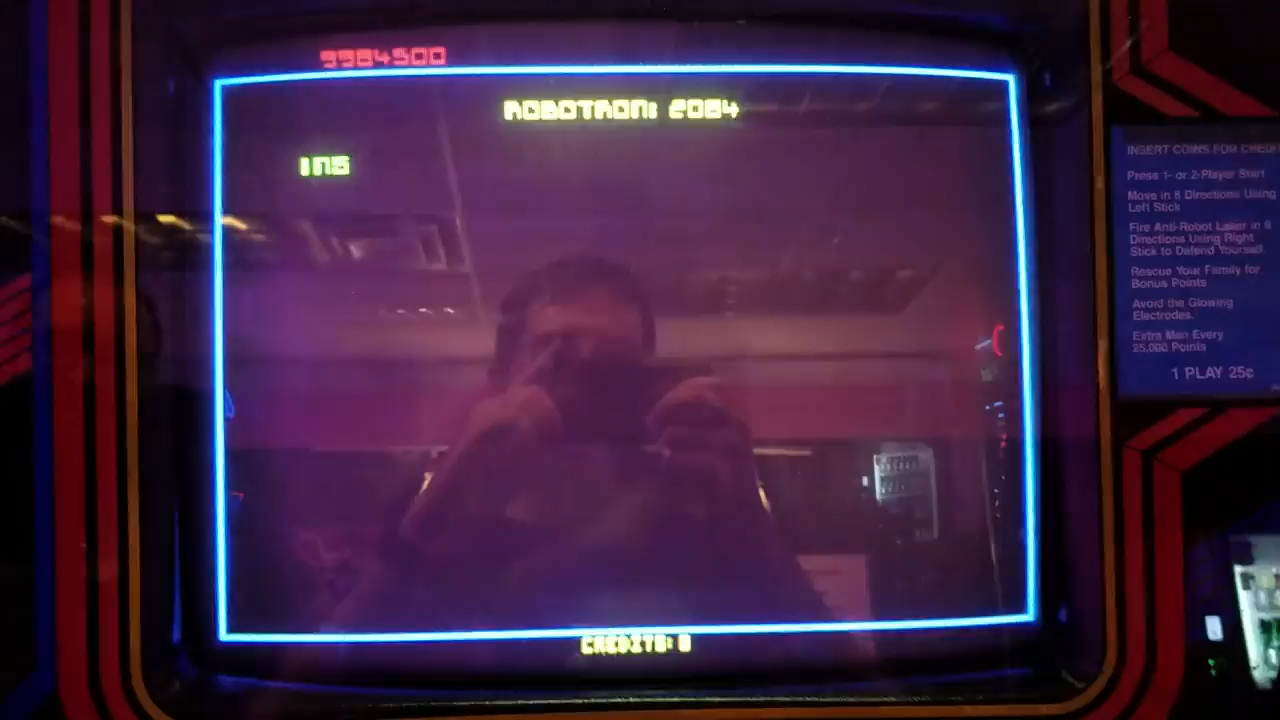 9984500
ROBOTRON: 2084
INS
INSERT COINS FOR CREDI
Press 1- or 2-Player Start
Move in 8 Directions Using
Left Stick
Fire Anti-Robot Laser in 8
Directions Using Right
Stick to Defend Yourself
Rescue Your Family for
Bonus Points
Avoid the Glowing
Electrodes.
Extra Man Every
25,000 Points
1 PLAY 25¢
CREDITS: 0